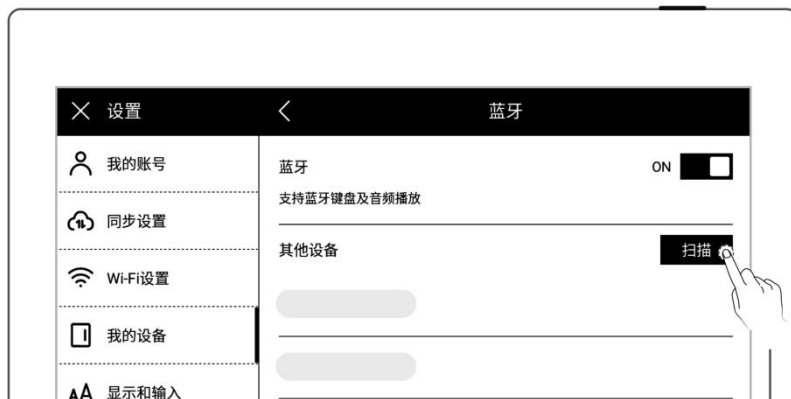 设置
蓝牙
我的账号
同步设置
Wi-Fi设置
我的设备
显示和输入
蓝牙
ON
支持蓝牙键盘及音频播放
其他设备
扫描